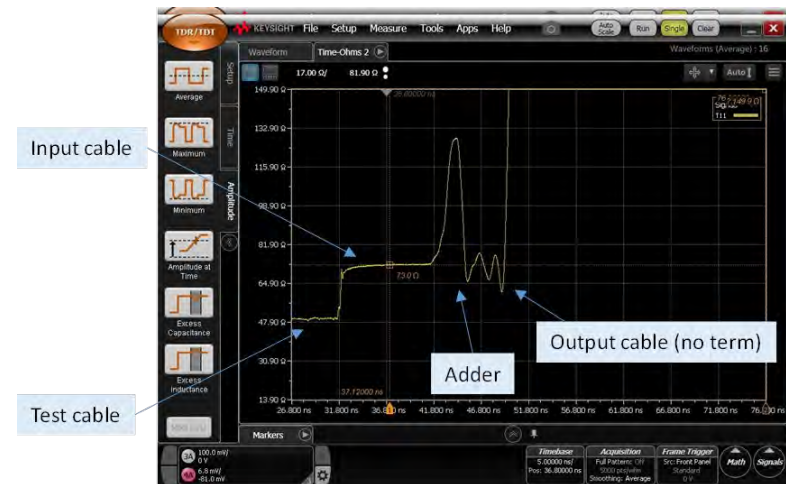 TDR/TDT
KEYSIGHT File Setup Measure Tools Apps Help
Auto Scale
Run
Single
Clear
Waveform
Time-Ohms 2
Waveforms (Average) : 16
17.00 Ω/ 81.90 Ω
Auto
Setup
Time
Amplitude
Average
Maximum
Minimum
Amplitude at
Time
Excess
Capacitance
Excess
Inductance
149.90 Ω
132.90 Ω
115.90 Ω
98.90 Ω
81.90 Ω
64.90 Ω
47.90 Ω
30.90 Ω
13.90 Ω
36.80000 ns
T11
73.0 Ω
37.12000 ns
Input cable
Test cable
Adder
Output cable (no term)
26.800 ns 31.800 ns 41.800 ns 46.800 ns 51.800 ns 56.800 ns 61.800 ns 66.800 ns 71.800 ns
Markers
3A 100.0 mV/
0 V
4A 6.8 mV/
-81.0 mV
Timebase
5.00000 ns/
Pos: 36.80000 ns
Acquisition
Full Pattern: Off
5000 pts/wfm
Smoothing: Average
Frame Trigger
Src: Front Panel
Standard
0 V
Math
Signals